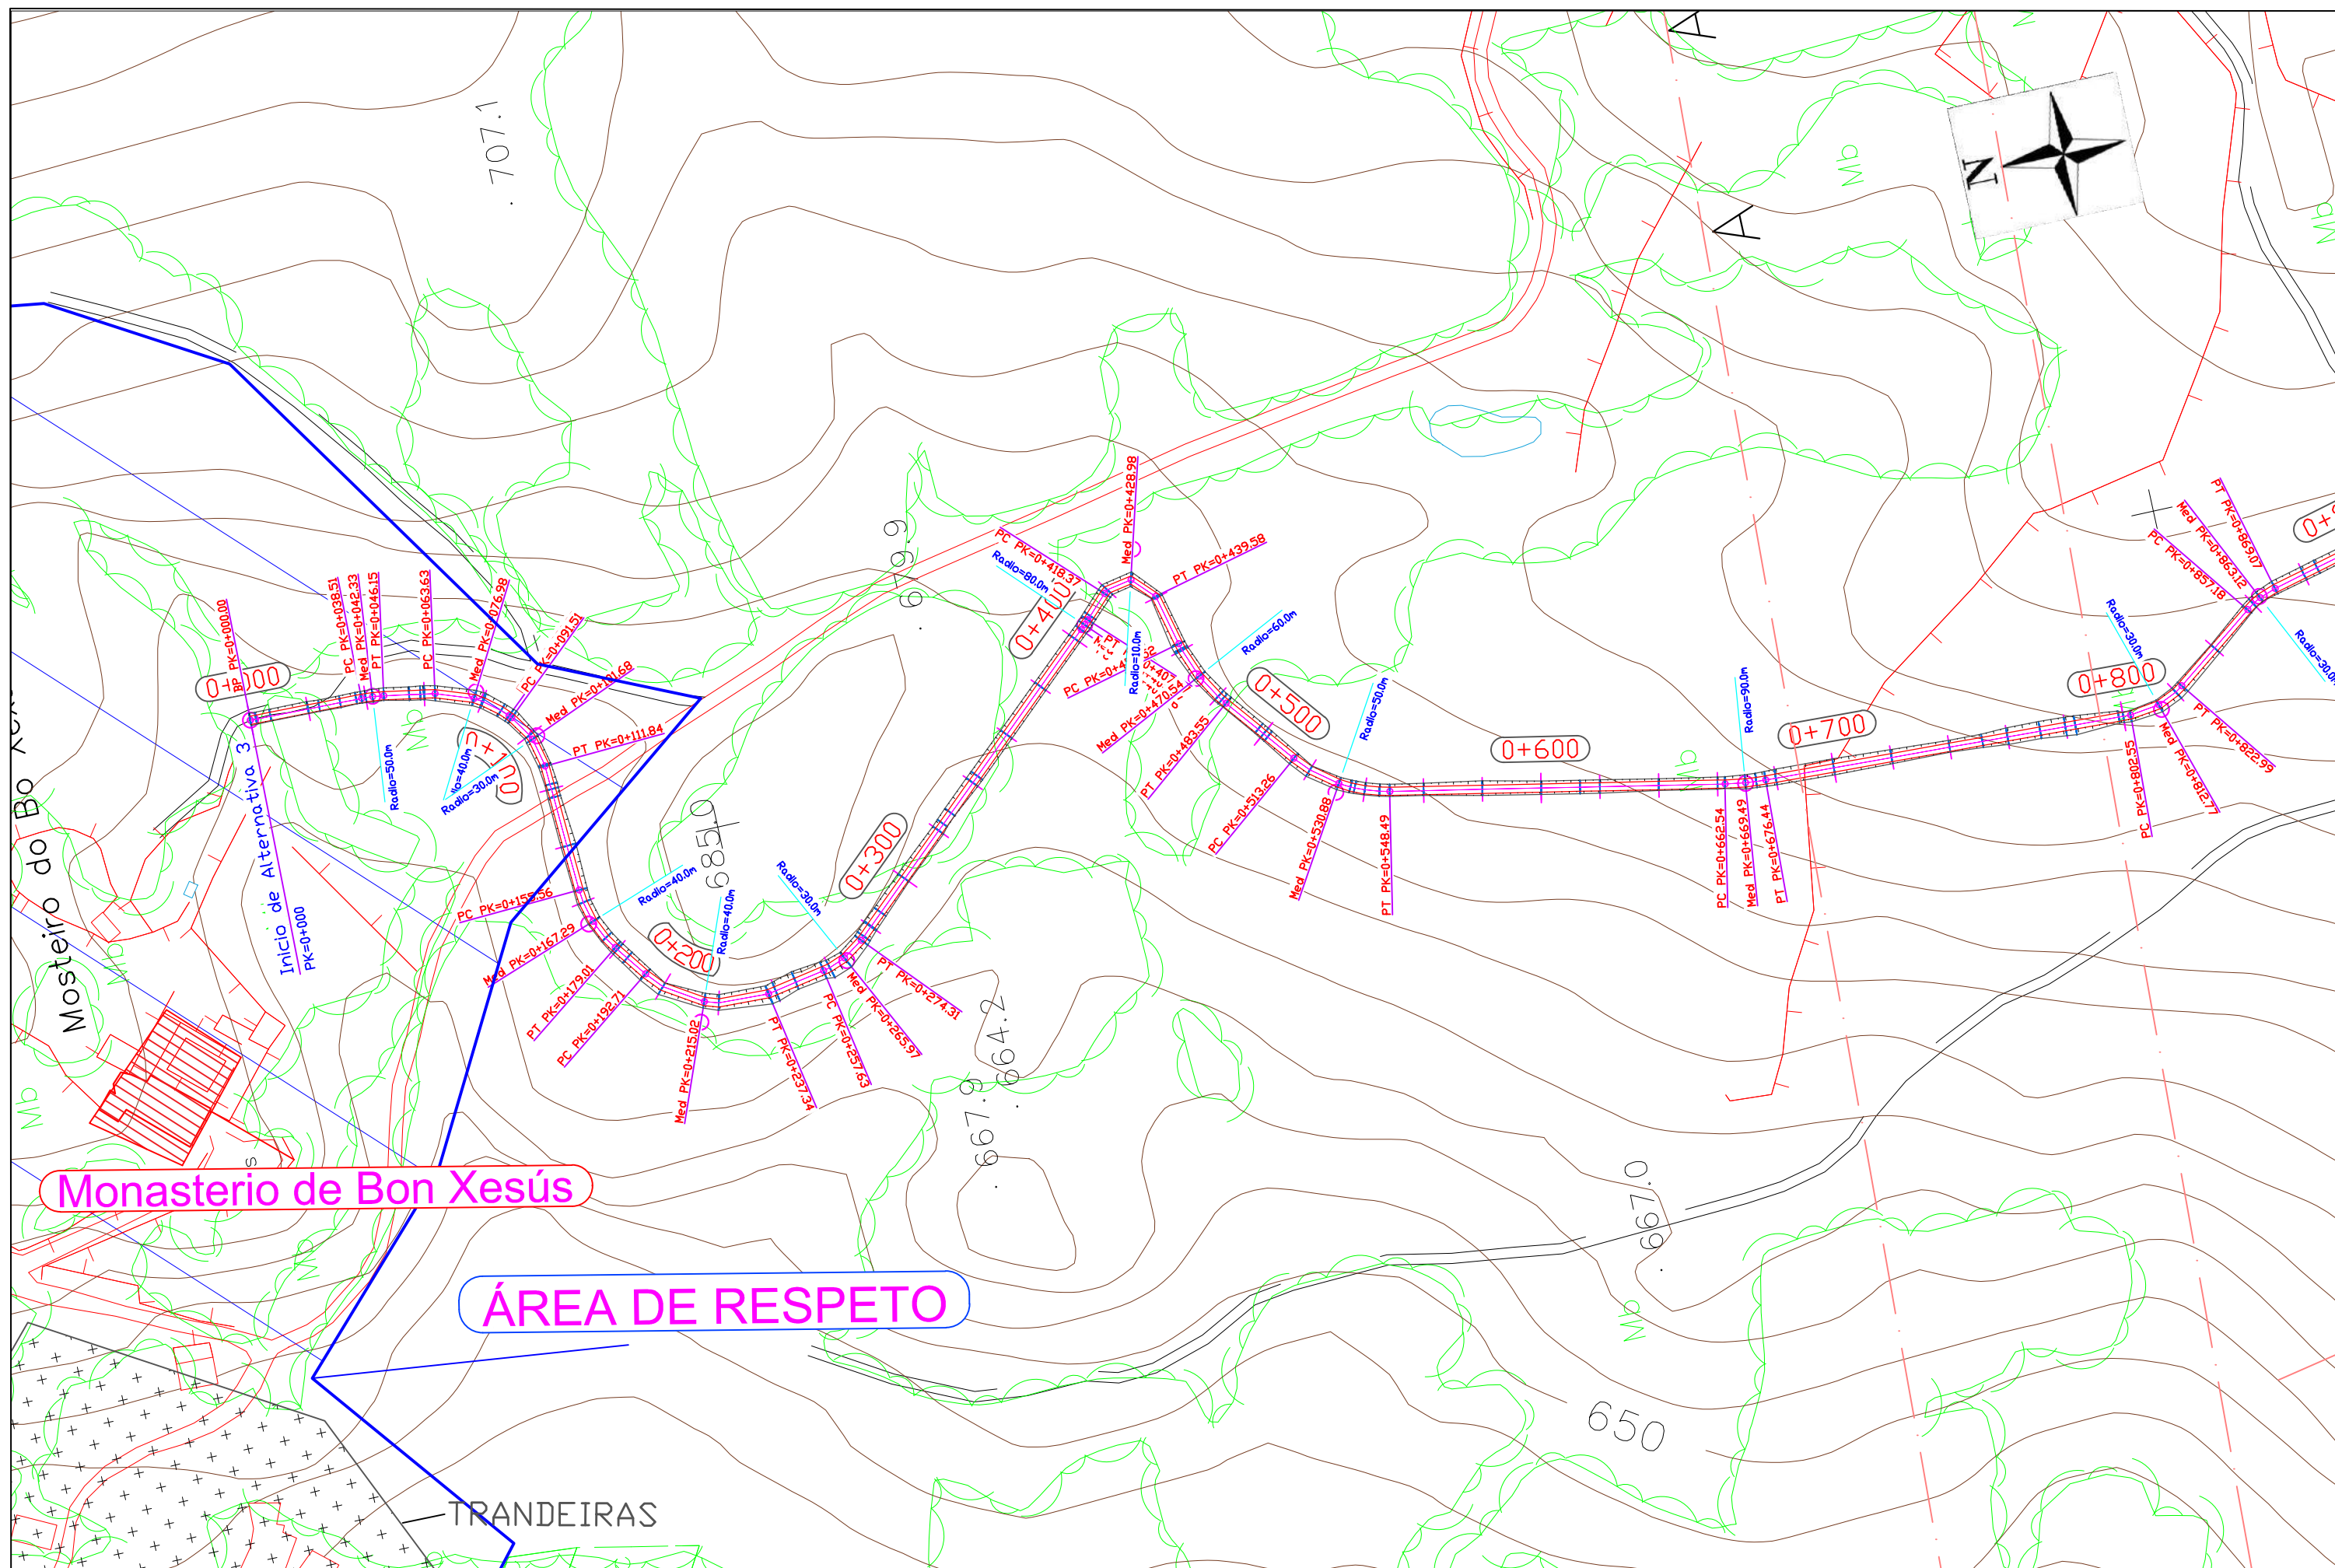 A
707.1
Mb
N
A
Mb
Mb
679.9
Med PK=0+428.98
PC PK=0+418.37
Radio=80.0m
0+400
PT PK=0+439.58
Radio=10.0m
Radio=60.0m
Med PK=0+470.54
PT PK=0+483.55
0+500
PC PK=0+513.26
Med PK=0+530.88
Radio=50.0m
PT PK=0+548.49
0+600
PC PK=0+662.54
Med PK=0+669.49
PT PK=0+676.44
Radio=90.0m
0+700
0+800
PC PK=0+802.55
Med PK=0+812.77
PT PK=0+822.99
Radio=30.0m
PC PK=0+857.18
Med PK=0+863.12
PT PK=0+869.07
Radio=30.0m
BP PK=0+000.00
0+000
PC PK=0+038.51
Med PK=0+042.33
PT PK=0+046.15
PC PK=0+063.63
Med PK=0+076.98
PC PK=0+091.51
Med PK=0+101.68
PT PK=0+111.84
Radio=50.0m
Radio=30.0m
0+100
Mb
Inicio de Alternativa 3
PK=0+000
Mosteiro do Bo
PC PK=0+155.56
Med PK=0+167.29
PT PK=0+179.01
PC PK=0+192.71
Radio=40.0m
0+200
685.0
Radio=40.0m
Med PK=0+215.02
PT PK=0+237.34
PC PK=0+257.63
Med PK=0+265.97
PT PK=0+274.31
Radio=30.0m
0+300
664.2
667.9
Mb
Mb
Mb
Monasterio de Bon Xesús
Mb
ÁREA DE RESPETO
679.0
Mb
650
TRANDEIRAS